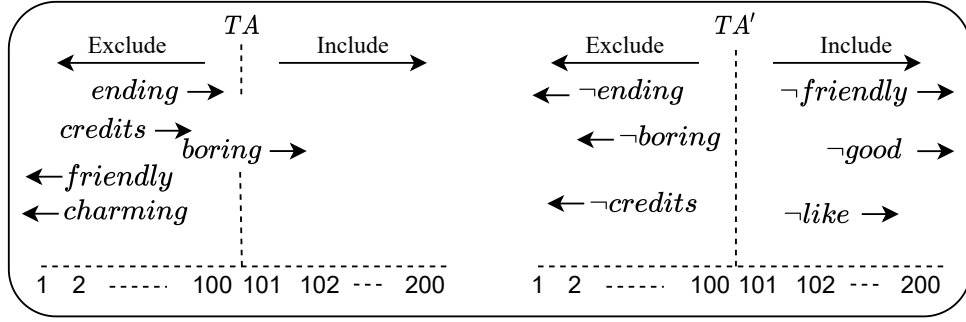 TA
Exclude
Include
ending
credits
boring
friendly
charming
1 2 100 101 102 200
TA′
Exclude
Include
¬ending
¬friendly
¬boring
¬good
¬credits
¬like
1 2 100 101 102 200